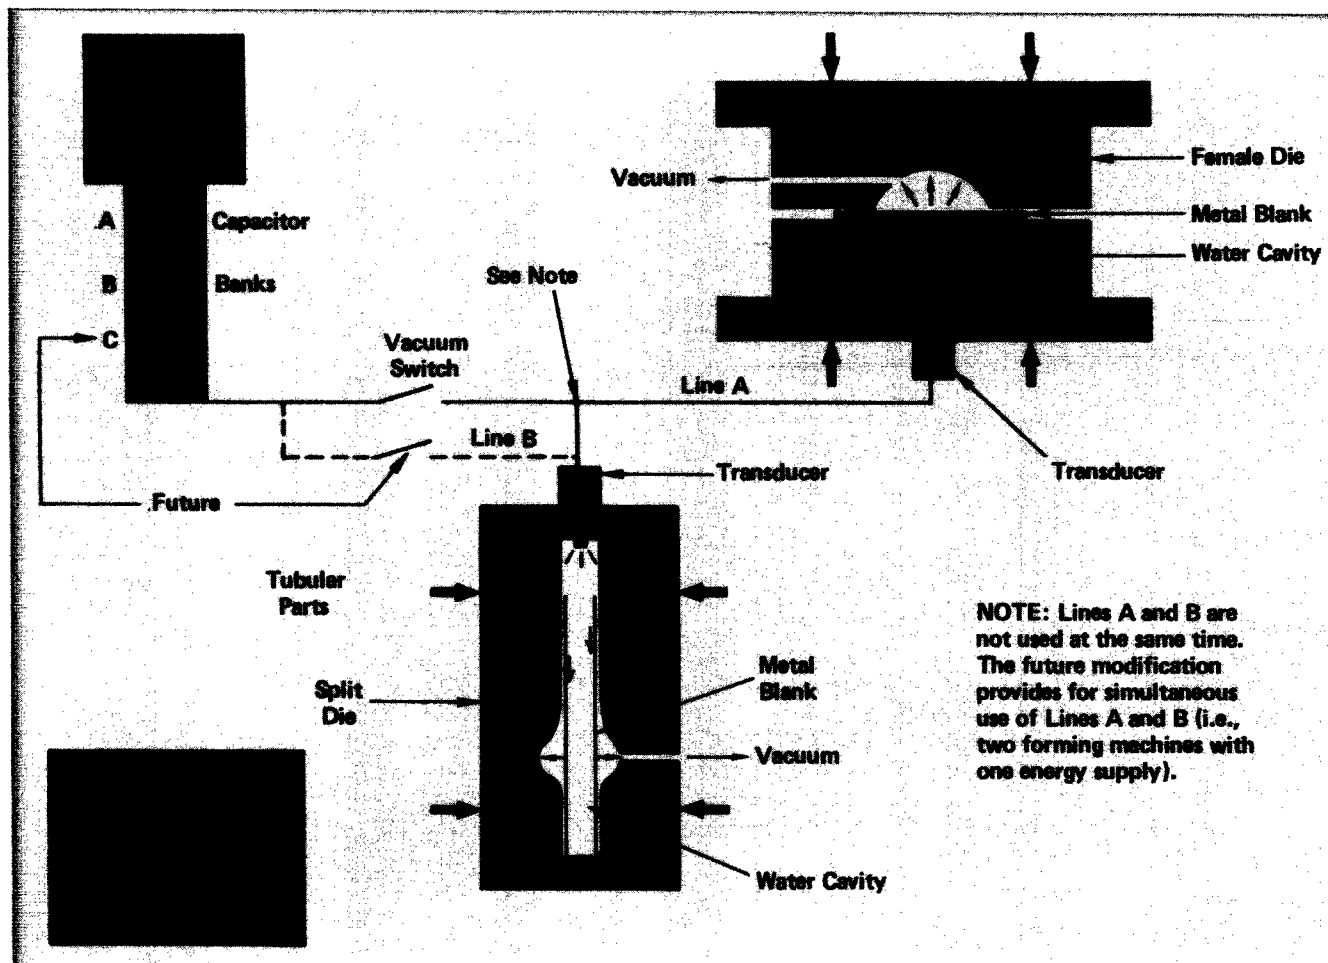 Vacuum
Female Die
Metal Blank
Water Cavity
A
Capacitor
B
Banks
C
See Note
Vacuum
Switch
Line A
Line B
Future
Transducer
Transducer
Tubular
Parts
Split
Die
Metal
Blank
Vacuum
Water Cavity
NOTE: Lines A and B are
not used at the same time.
The future modification
provides for simultaneous
use of Lines A and B (i.e.,
two forming machines with
one energy supply).